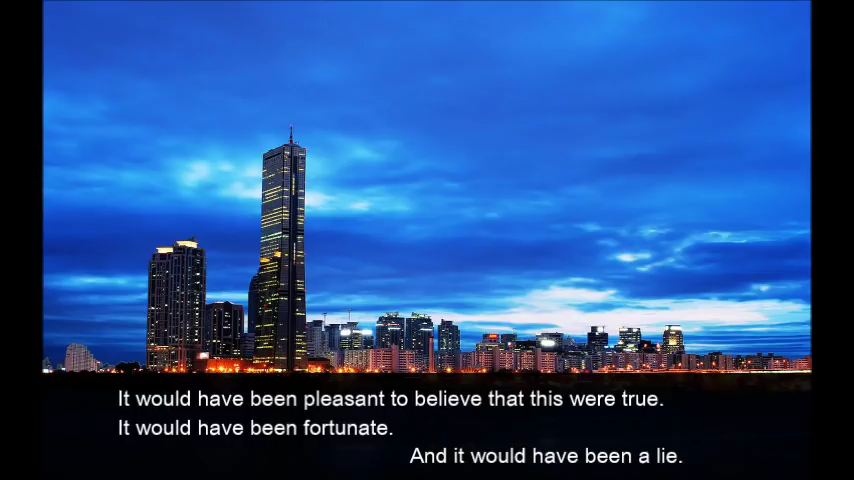 It would have been pleasant to believe that this were true.
It would have been fortunate.
And it would have been a lie.